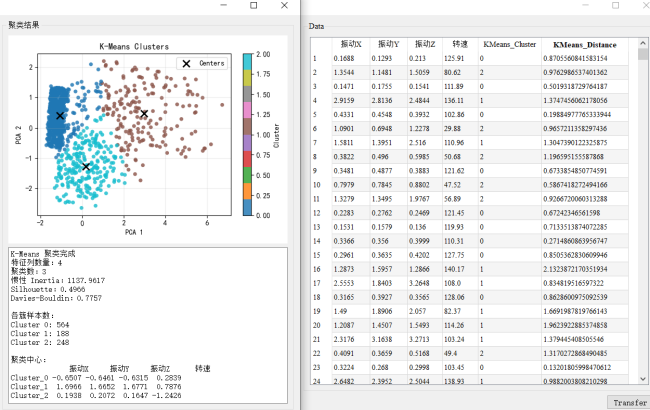 聚类结果
K-Means Clusters
Centers
2
1
0
-1
-2
PCA 2
-2 0 2 4 6
PCA 1
2.00
1.75
1.50
1.25
1.00
0.75
0.50
0.25
0.00
Cluster
K-Means 聚类完成
特征列数量: 4
聚类数: 3
惯性 Inertia: 1137.9617
Silhouette: 0.4966
Davies-Bouldin: 0.7757
各簇样本数:
Cluster 0: 564
Cluster 1: 188
Cluster 2: 248
聚类中心:
振动X 振动Y 振动Z 转速
Cluster_0 -0.6507 -0.6461 -0.6315 0.2839
Cluster_1 1.6966 1.6652 1.6771 0.7876
Cluster_2 0.1938 0.2072 0.1647 -1.2426
Data
振动X 振动Y 振动Z 转速 KMeans_Cluster KMeans_Distance
1 0.1688 0.1293 0.213 125.91 0 0.8705560841583154
2 1.3544 1.1481 1.5059 80.62 2 0.9762986537401362
3 0.1471 0.1755 0.1541 111.89 0 0.5019318729764187
4 2.9159 2.8136 2.4844 136.11 1 1.3747456062178056
5 0.4331 0.4548 0.3952 102.86 0 0.19884977765333944
6 1.0901 0.6948 1.2278 29.88 2 0.9657211358297436
7 1.5811 1.3951 2.516 110.96 1 1.3047390122325875
8 0.3822 0.496 0.5985 50.68 2 1.196595155587868
9 0.3481 0.4877 0.3883 121.62 0 0.6733854850774591
10 0.7979 0.7845 0.8802 47.52 2 0.5867418272494166
11 1.3279 1.3495 1.9767 56.89 2 0.9266720060313288
12 0.2283 0.2762 0.2469 121.45 0 0.67242346561598
13 0.1531 0.1579 0.136 119.93 0 0.7133513874072285
14 0.3366 0.356 0.3999 110.31 0 0.2714860863956747
15 0.2961 0.3635 0.4202 127.75 0 0.8505362830609946
16 1.2873 1.5957 1.2866 140.17 1 2.1323872170351934
17 2.5553 1.8403 3.2648 108.0 1 0.834819516597322
18 0.3165 0.3927 0.3565 128.06 0 0.8628600975092539
19 1.49 1.8906 2.057 82.37 1 1.6691987819766143
20 1.2087 1.4507 1.5493 114.26 1 1.9623922885374858
21 2.3176 3.1638 3.2713 103.24 1 1.379445408505546
22 0.4091 0.3659 0.5168 49.4 2 1.3170272868490485
23 0.3224 0.268 0.2998 103.45 0 0.13201805998470612
24 2.6482 2.3952 2.5044 138.93 1 0.9882003808210298
Transfer